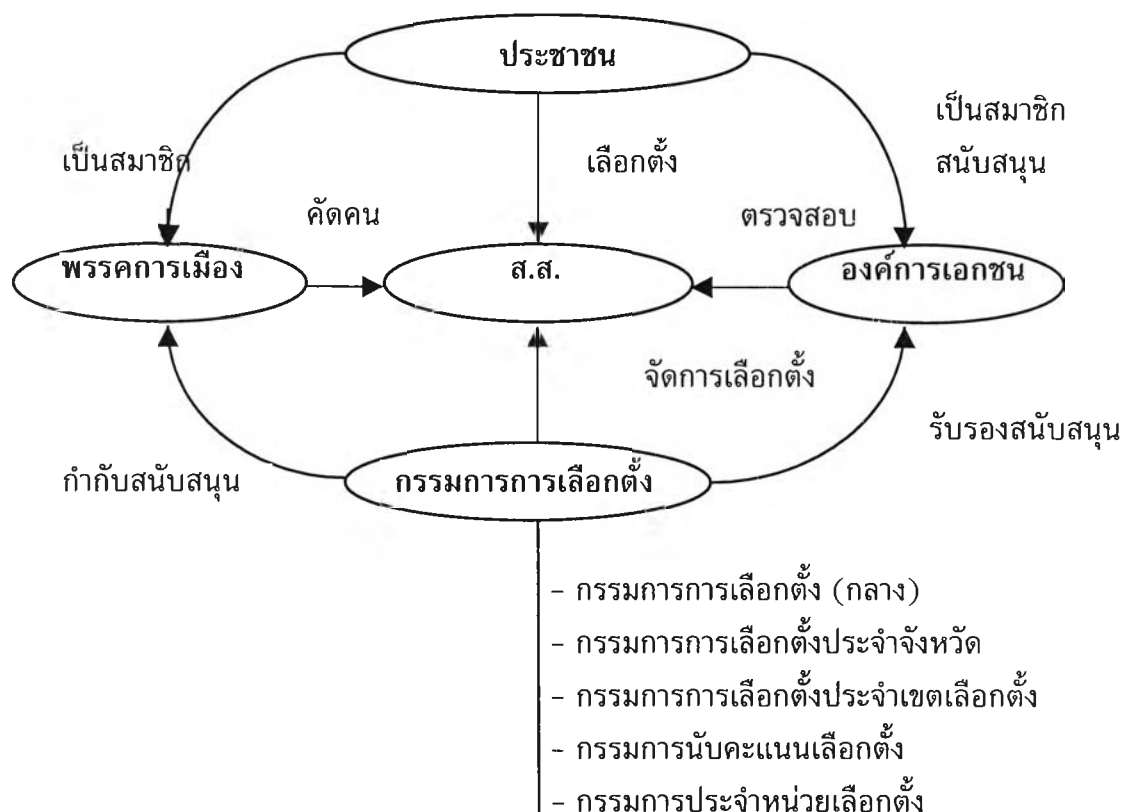 ประชาชน
เป็นสมาชิก
สนับสนุน
เป็นสมาชิก
เลือกตั้ง
คัดคน
ตรวจสอบ
พรรคการเมือง
ส.ส.
องค์การเอกชน
จัดการเลือกตั้ง
รับรองสนับสนุน
กำกับสนับสนุน
กรรมการการเลือกตั้ง
- กรรมการการเลือกตั้ง (กลาง)
- กรรมการการเลือกตั้งประจำจังหวัด
- กรรมการการเลือกตั้งประจำเขตเลือกตั้ง
- กรรมการนับคะแนนเลือกตั้ง
- กรรมการประจำหน่วยเลือกตั้ง